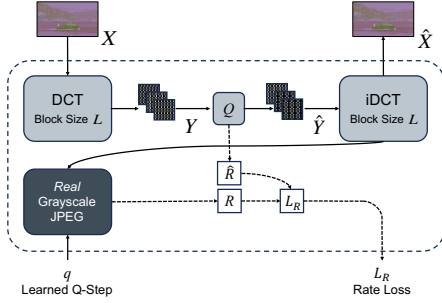 X
X̂
DCT
Block Size L
Y
Q
Ŷ
iDCT
Block Size L
Real
Grayscale
JPEG
R̂
R
L_R
q
Learned Q-Step
L_R
Rate Loss